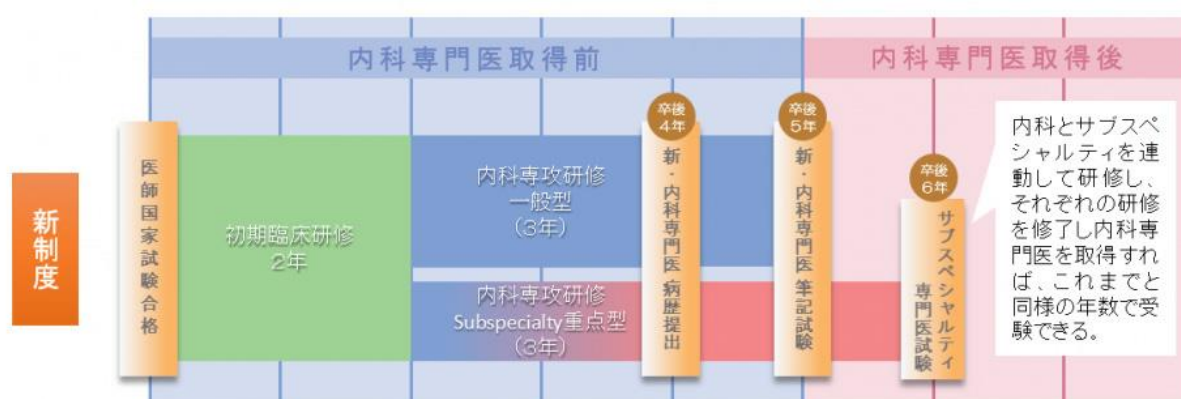 内科専門医取得前
内科専門医取得後
新制度
医師国家試験合格
初期臨床研修
2年
内科専攻研修
一般型
（3年）
内科専攻研修
Subspecialty重点型
（3年）
卒後
4年
新・内科専門医 病歴提出
卒後
5年
新・内科専門医 筆記試験
卒後
6年
サブスペシャルティ
専門医試験
内科とサブスペ
シャルティを連
動して研修し、
それぞれの研修
を修了し内科専
門医を取得すれ
ば、これまでと
同様の年数で受
験できる。